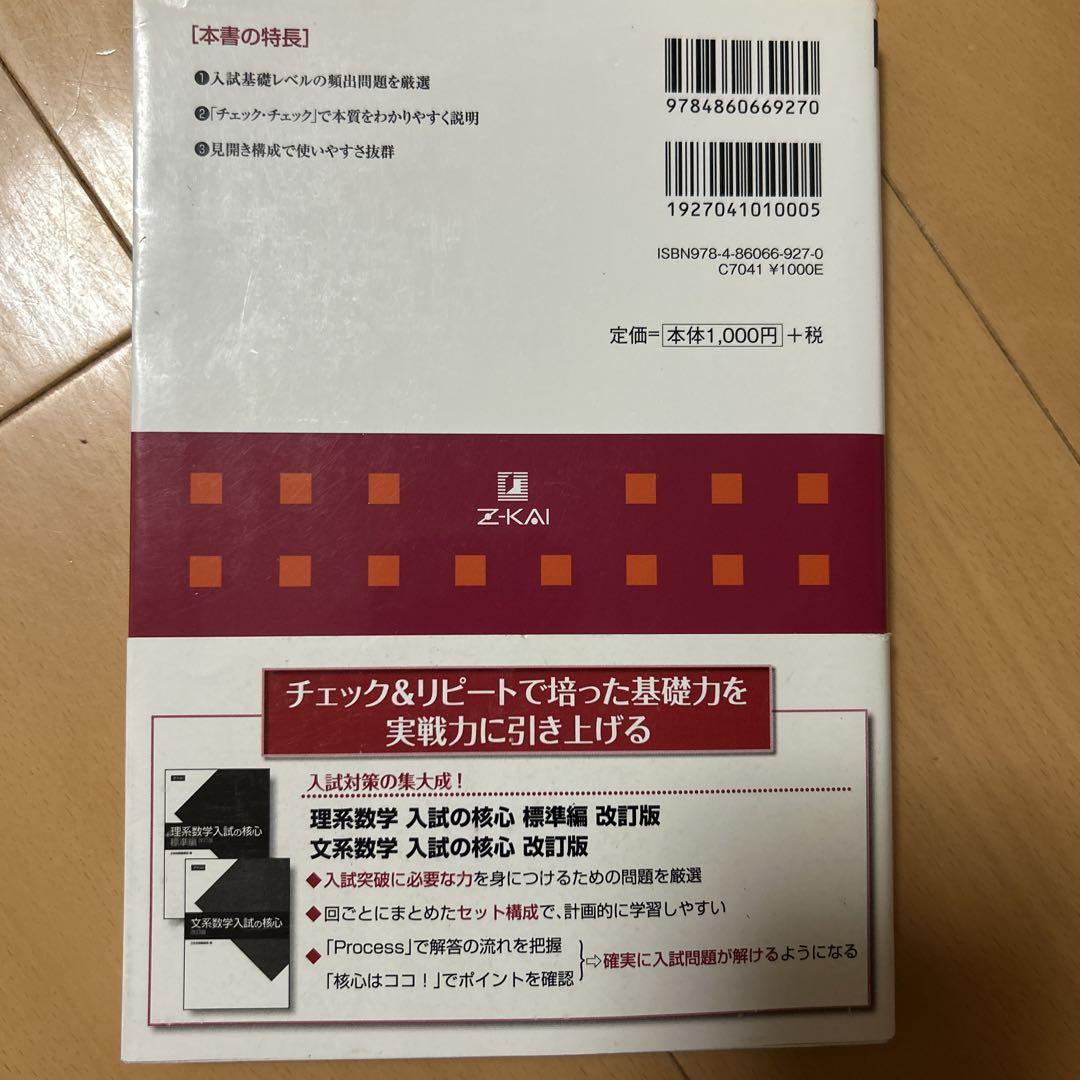 [本書の特長]
❶入試基礎レベルの頻出問題を厳選
❷「チェック・チェック」で本質をわかりやすく説明
❸見開き構成で使いやすさ抜群
9784860669270
1927041010005
ISBN978-4-86066-927-0
C7041 ¥1000E
定価=本体1,000円+税
Z-KAI
チェック&リピートで培った基礎力を
実戦力に引き上げる
入試対策の集大成!
理系数学 入試の核心 標準編 改訂版
文系数学 入試の核心 改訂版
◆入試突破に必要な力を身につけるための問題を厳選
◆回ごとにまとめたセット構成で、計画的に学習しやすい
◆「Process」で解答の流れを把握
「核心はココ!」でポイントを確認
⇨確実に入試問題が解けるようになる
理系数学入試の核心
標準編 改訂版
文系数学入試の核心
改訂版